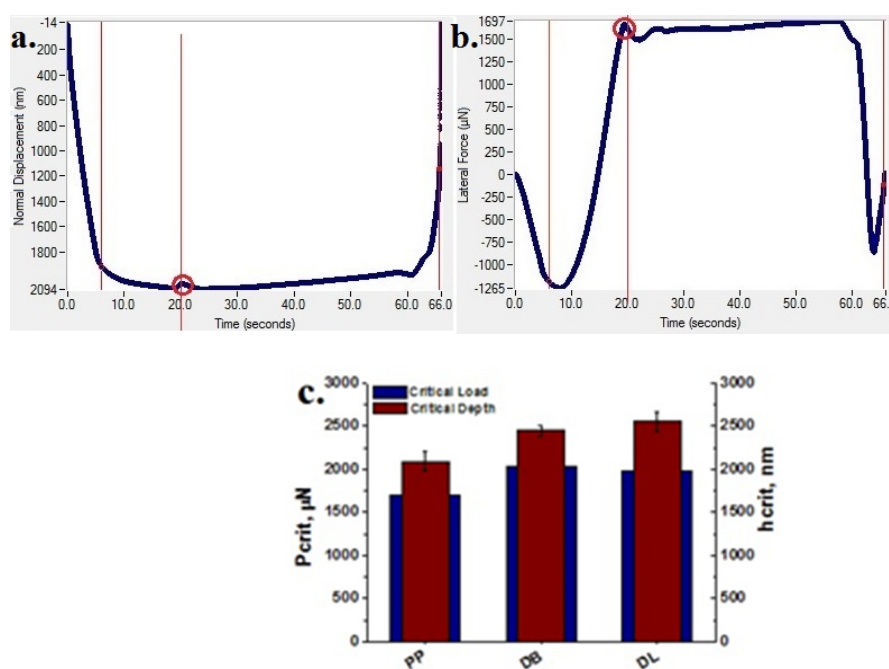 a.
-14
200
400
600
800
1000
1200
1400
1600
1800
2094
Normal Displacement (nm)
0.0 10.0 20.0 30.0 40.0 50.0 60.0 66.0
Time (seconds)
b.
1697
1500
1250
1000
750
500
250
0
-250
-500
-750
-1000
-1265
Lateral Force (µN)
0.0 10.0 20.0 30.0 40.0 50.0 60.0 66.
Time (seconds)
c.
Critical Load
Critical Depth
3000
2500
2000
1500
1000
500
0
Pcrit, µN
3000
2500
2000
1500
1000
500
0
hcrit, nm
PP DB DL